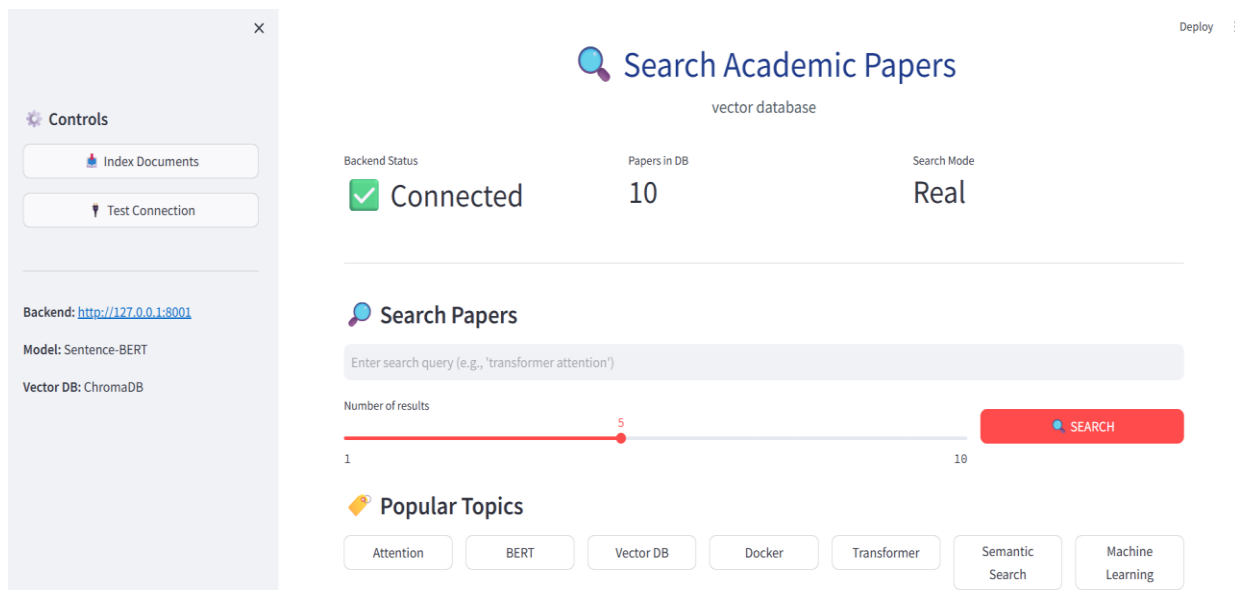 Deploy
Search Academic Papers
vector database
Controls
Index Documents
Test Connection
Backend: http://127.0.0.1:8001
Model: Sentence-BERT
Vector DB: ChromaDB
Backend Status
Connected
Papers in DB
10
Search Mode
Real
Search Papers
Enter search query (e.g., 'transformer attention')
Number of results
5
1
10
SEARCH
Popular Topics
Attention
BERT
Vector DB
Docker
Transformer
Semantic
Search
Machine
Learning